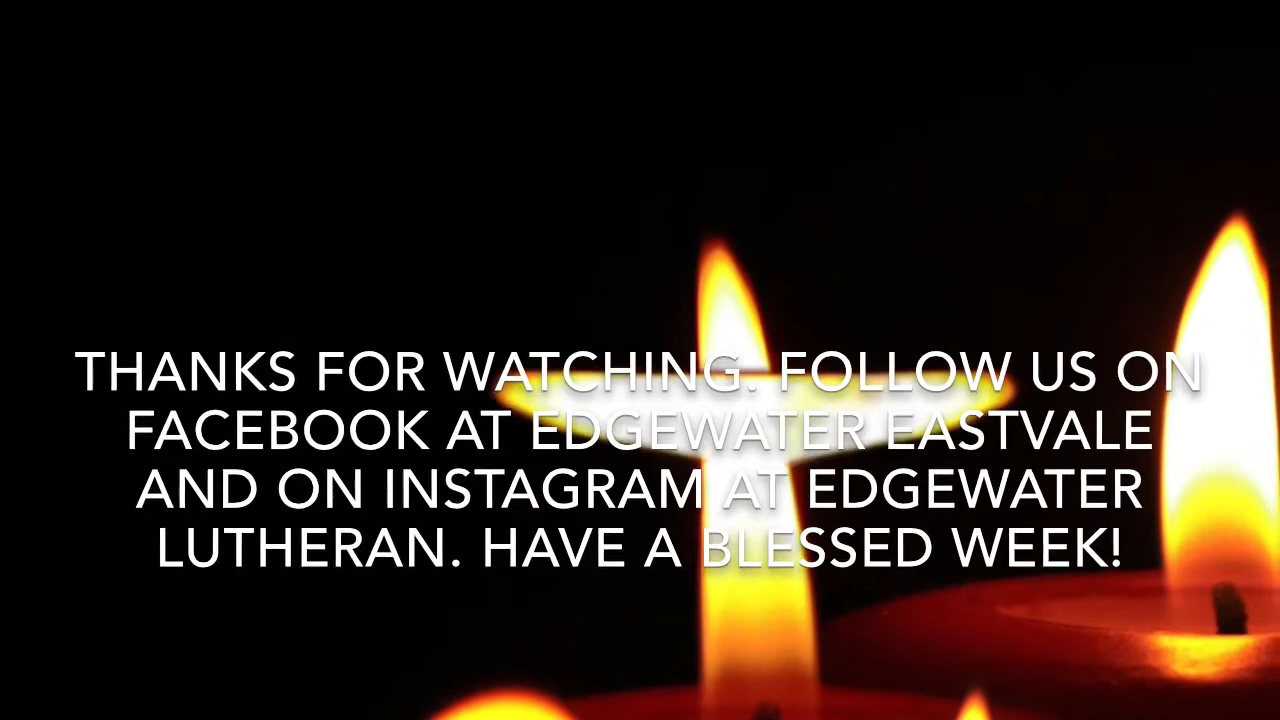 THANKS FOR WATCHING. FOLLOW US ON
FACEBOOK AT EDGEWATER EASTVALE
AND ON INSTAGRAM AT EDGEWATER
LUTHERAN. HAVE A BLESSED WEEK!